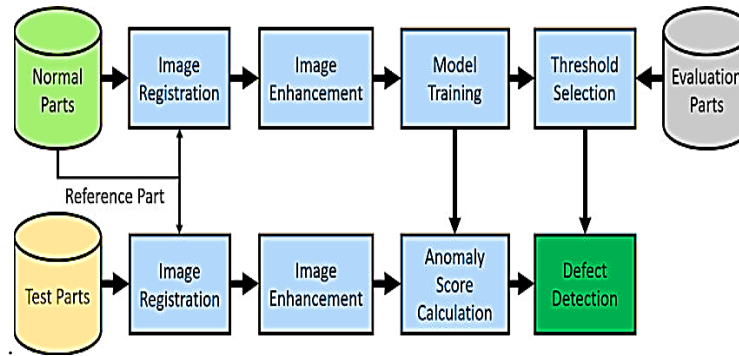 Normal
Parts
Image
Registration
Image
Enhancement
Model
Training
Threshold
Selection
Evaluation
Parts
Reference Part
Test Parts
Image
Registration
Image
Enhancement
Anomaly
Score
Calculation
Defect
Detection
.